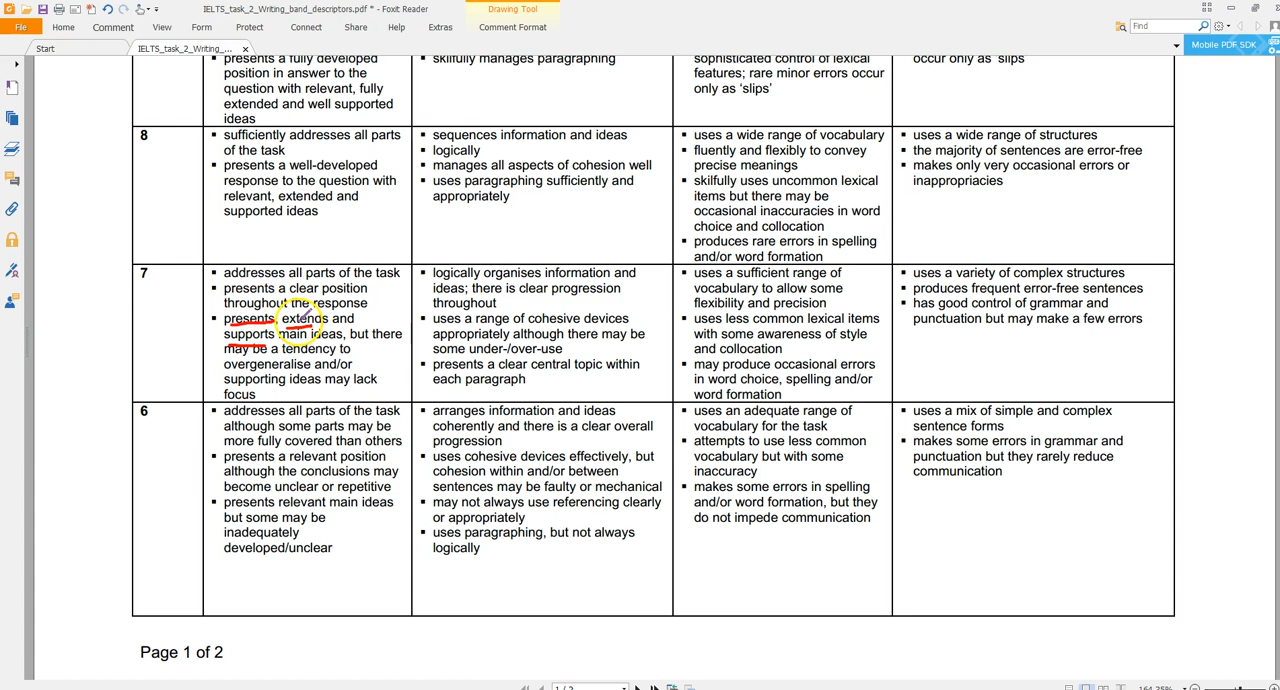 IELTS_task_2_Writing_band_descriptors.pdf * - Foxit Reader
Drawing Tool
File Home Comment View Form Protect Connect Share Help Extras Comment Format
Find
Start
IELTS_task_2_Writing_...
Mobile PDF SDK
presents a fully developed
position in answer to the
question with relevant, fully
extended and well supported
ideas
skilfully manages paragraphing
sophisticated control of lexical
features; rare minor errors occur
only as 'slips'
occur only as 'slips'
8
▪ sufficiently addresses all parts
of the task
▪ presents a well-developed
response to the question with
relevant, extended and
supported ideas
▪ sequences information and ideas
▪ logically
▪ manages all aspects of cohesion well
▪ uses paragraphing sufficiently and
appropriately
▪ uses a wide range of vocabulary
▪ fluently and flexibly to convey
precise meanings
▪ skilfully uses uncommon lexical
items but there may be
occasional inaccuracies in word
choice and collocation
▪ produces rare errors in spelling
and/or word formation
▪ uses a wide range of structures
▪ the majority of sentences are error-free
▪ makes only very occasional errors or
inappropriacies
7
▪ addresses all parts of the task
▪ presents a clear position
throughout the response
▪ presents, extends and
supports main ideas, but there
may be a tendency to
overgeneralise and/or
supporting ideas may lack
focus
▪ logically organises information and
ideas; there is clear progression
throughout
▪ uses a range of cohesive devices
appropriately although there may be
some under-/over-use
▪ presents a clear central topic within
each paragraph
▪ uses a sufficient range of
vocabulary to allow some
flexibility and precision
▪ uses less common lexical items
with some awareness of style
and collocation
▪ may produce occasional errors
in word choice, spelling and/or
word formation
▪ uses a variety of complex structures
▪ produces frequent error-free sentences
▪ has good control of grammar and
punctuation but may make a few errors
6
▪ addresses all parts of the task
although some parts may be
more fully covered than others
▪ presents a relevant position
although the conclusions may
become unclear or repetitive
▪ presents relevant main ideas
but some may be
inadequately
developed/unclear
▪ arranges information and ideas
coherently and there is a clear overall
progression
▪ uses cohesive devices effectively, but
cohesion within and/or between
sentences may be faulty or mechanical
▪ may not always use referencing clearly
or appropriately
▪ uses paragraphing, but not always
logically
▪ uses an adequate range of
vocabulary for the task
▪ attempts to use less common
vocabulary but with some
inaccuracy
▪ makes some errors in spelling
and/or word formation, but they
do not impede communication
▪ uses a mix of simple and complex
sentence forms
▪ makes some errors in grammar and
punctuation but they rarely reduce
communication
Page 1 of 2
1 / 2
164.35%